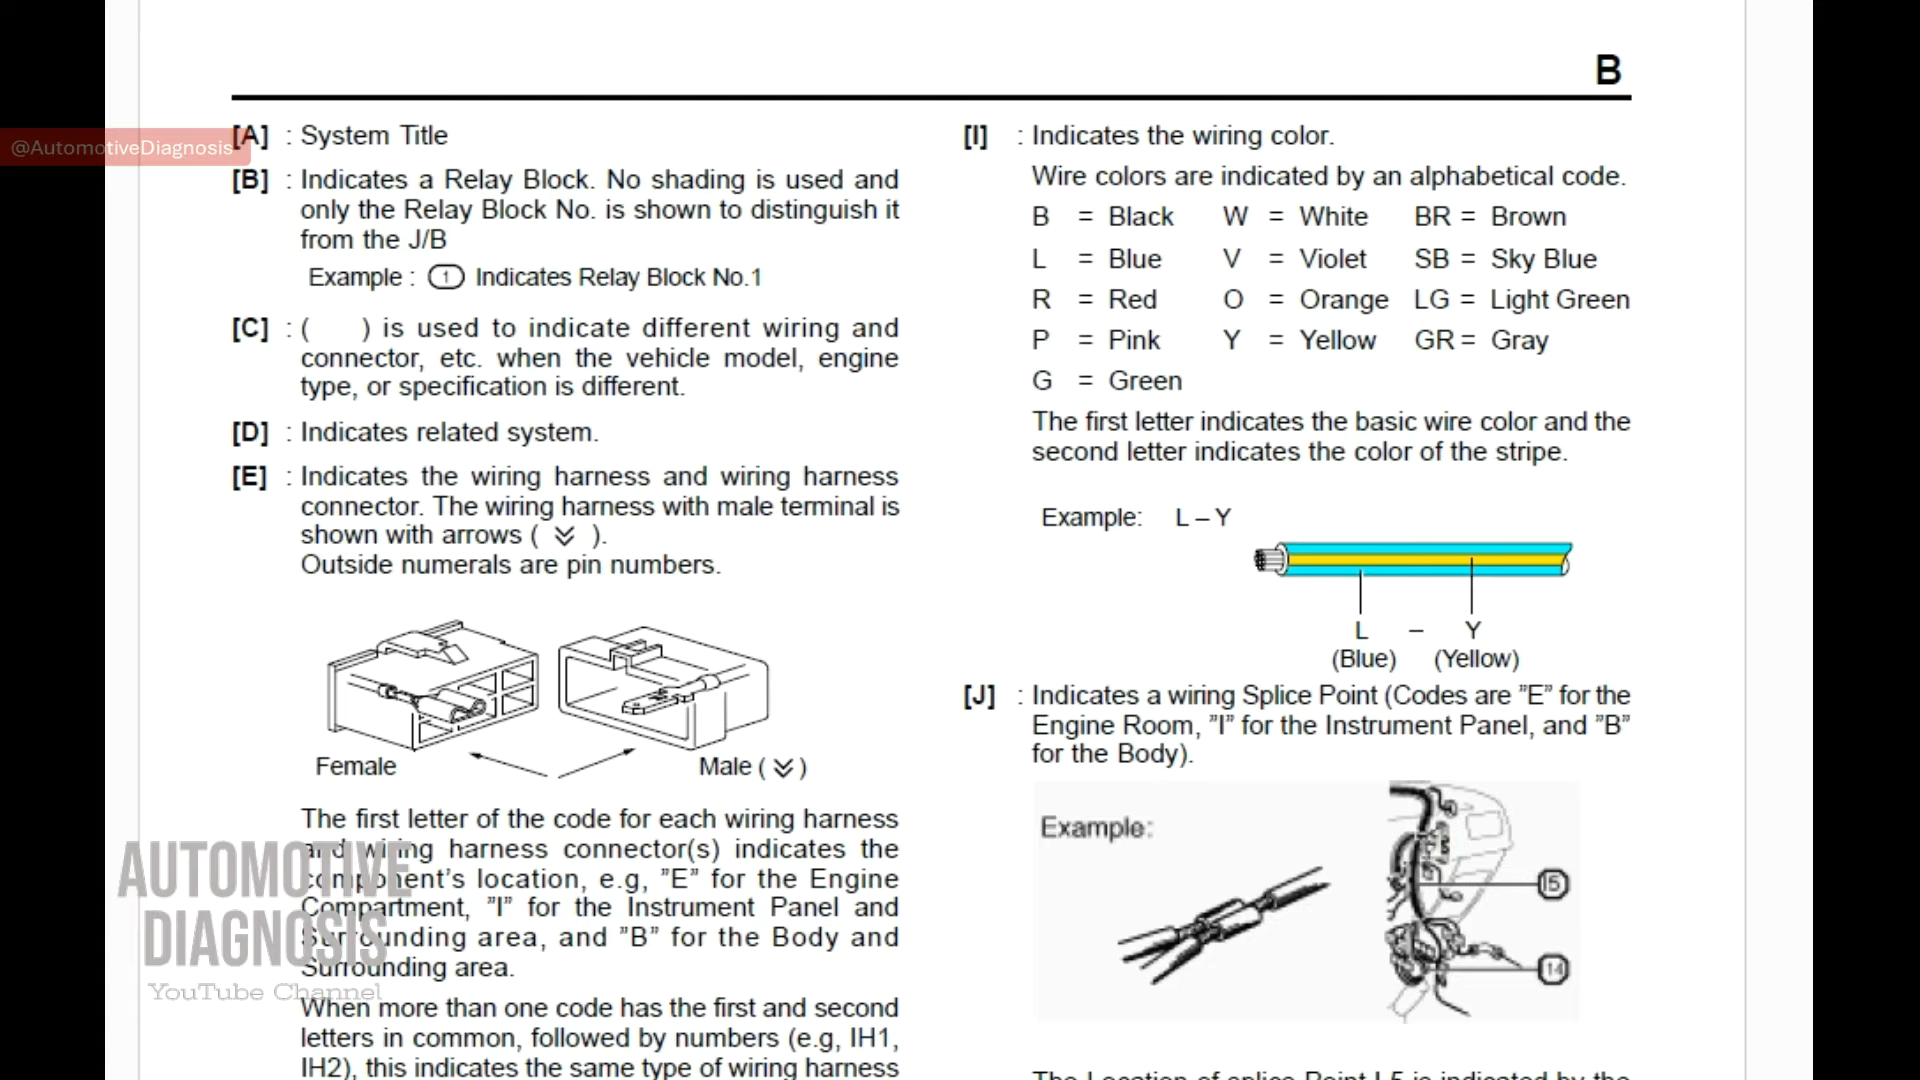 B
@AutomotiveDiagnosis
[A] : System Title
[B] : Indicates a Relay Block. No shading is used and
only the Relay Block No. is shown to distinguish it
from the J/B
Example : 1 Indicates Relay Block No.1
[C] : ( ) is used to indicate different wiring and
connector, etc. when the vehicle model, engine
type, or specification is different.
[D] : Indicates related system.
[E] : Indicates the wiring harness and wiring harness
connector. The wiring harness with male terminal is
shown with arrows ( ).
Outside numerals are pin numbers.
Female
Male ( )
The first letter of the code for each wiring harness
and wiring harness connector(s) indicates the
component's location, e.g, ”E” for the Engine
Compartment, ”I” for the Instrument Panel and
Surrounding area, and ”B” for the Body and
Surrounding area.
When more than one code has the first and second
letters in common, followed by numbers (e.g, IH1,
IH2), this indicates the same type of wiring harness
AUTOMOTIVE
DIAGNOSIS
YouTube Channel
[I] : Indicates the wiring color.
Wire colors are indicated by an alphabetical code.
B = Black W = White BR = Brown
L = Blue V = Violet SB = Sky Blue
R = Red O = Orange LG = Light Green
P = Pink Y = Yellow GR = Gray
G = Green
The first letter indicates the basic wire color and the
second letter indicates the color of the stripe.
Example: L – Y
L – Y
(Blue) (Yellow)
[J] : Indicates a wiring Splice Point (Codes are ”E” for the
Engine Room, ”I” for the Instrument Panel, and ”B”
for the Body).
Example:
I5
I4
The Location of splice Point I 5 is indicated by the